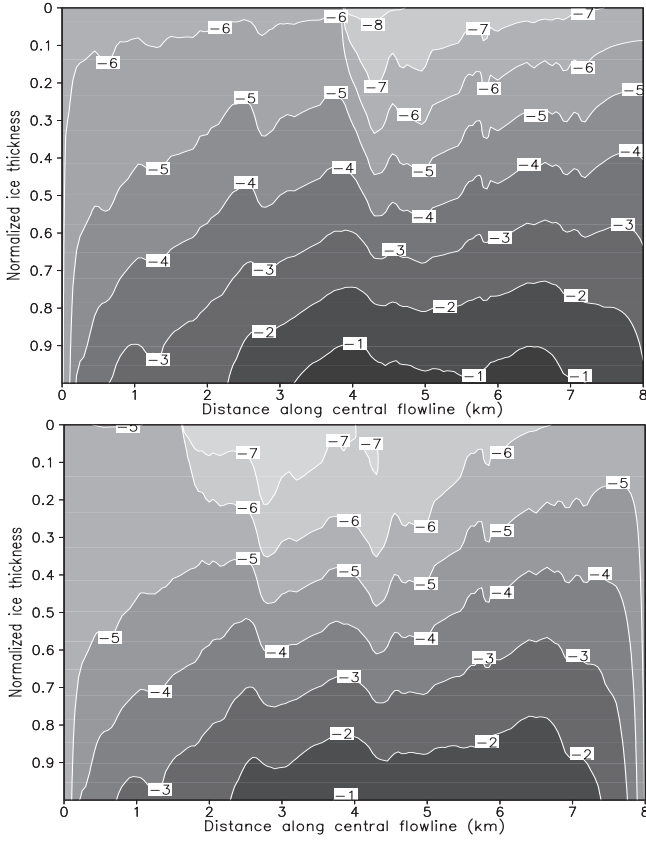 0
0.1
0.2
0.3
0.4
0.5
0.6
0.7
0.8
0.9
Normalized ice thickness
−6 −6 −6 −8 −7 −7
−7 −6 −6 −6
−5 −5 −5 −5 −5
−4 −4 −4 −4 −4
−3 −3 −3 −3 −3
−2 −2 −2
−1 −1 −1
0 1 2 3 4 5 6 7 8
Distance along central flowline (km)
0
0.1
0.2
0.3
0.4
0.5
0.6
0.7
0.8
0.9
Normalized ice thickness
−5 −7 −7 −7 −6
−6 −6 −6 −5 −5
−5 −5 −5 −5
−4 −4 −4 −4 −4
−3 −3 −3 −3
−2 −2 −2
−1
0 1 2 3 4 5 6 7 8
Distance along central flowline (km)